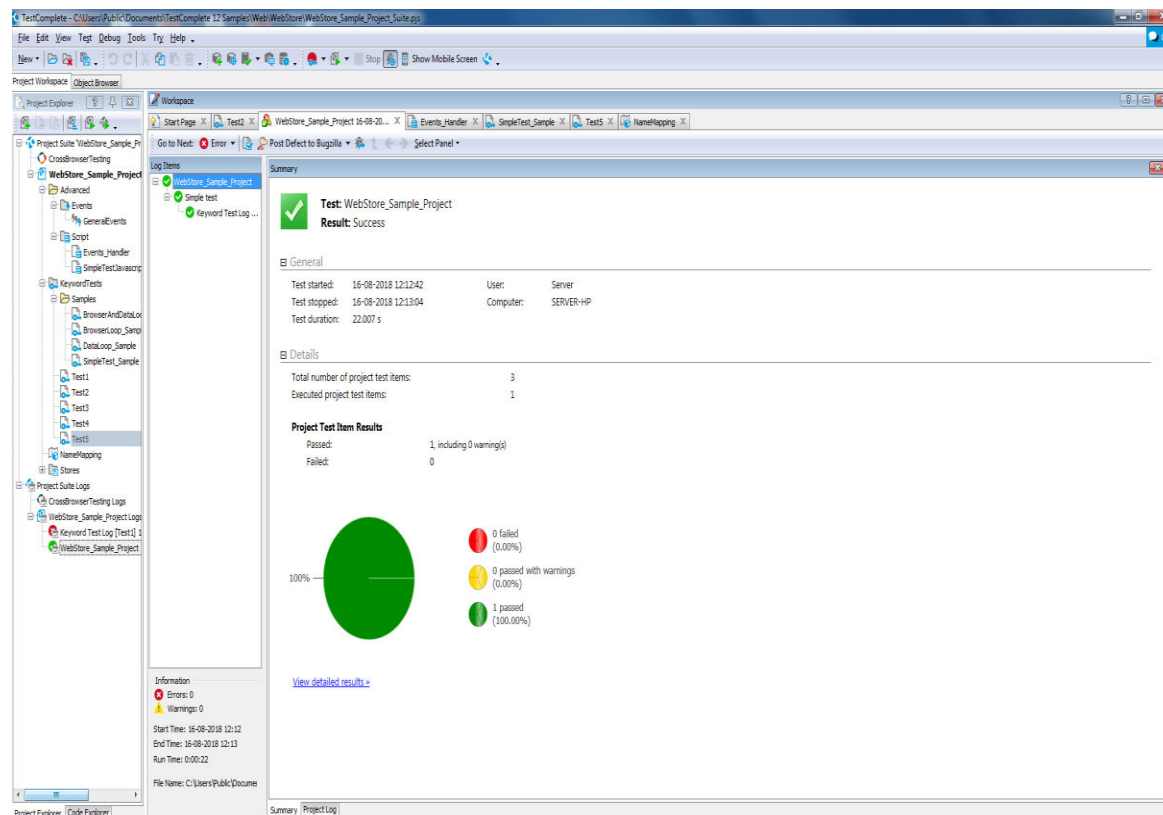 TestComplete - C:\Users\Public\Documents\TestComplete 12 Samples\Web\WebStore\WebStore_Sample_Project_Suite.pjs
File Edit View Test Debug Tools Try Help
New Stop Show Mobile Screen
Project Workspace Object Browser
Project Explorer
Project Suite 'WebStore_Sample_Pr
CrossBrowserTesting
WebStore_Sample_Project
Advanced
Events
GeneralEvents
Script
Events_Handler
SimpleTestJavascrip
KeywordTests
Samples
BrowserAndDataLoo
BrowserLoop_Samp
DataLoop_Sample
SimpleTest_Sample
Test1
Test2
Test3
Test4
Test5
NameMapping
Stores
Project Suite Logs
CrossBrowserTesting Logs
WebStore_Sample_Project Logs
Keyword Test Log [Test1] 1
WebStore_Sample_Project
Project Explorer Code Explorer
Workspace
Start Page X Test2 X WebStore_Sample_Project 16-08-20... X Events_Handler X SimpleTest_Sample X Test5 X NameMapping X
Go to Next: Error Post Defect to Bugzilla Select Panel
Log Items
WebStore_Sample_Project
Simple test
Keyword Test Log ...
Information
Errors: 0
Warnings: 0
Start Time: 16-08-2018 12:12
End Time: 16-08-2018 12:13
Run Time: 0:00:22
File Name: C:\Users\Public\Documer
Summary
Test: WebStore_Sample_Project
Result: Success
General
Test started: 16-08-2018 12:12:42 User: Server
Test stopped: 16-08-2018 12:13:04 Computer: SERVER-HP
Test duration: 22.007 s
Details
Total number of project test items: 3
Executed project test items: 1
Project Test Item Results
Passed: 1, including 0 warning(s)
Failed: 0
100%
0 failed
(0.00%)
0 passed with warnings
(0.00%)
1 passed
(100.00%)
View detailed results »
Summary Project Log